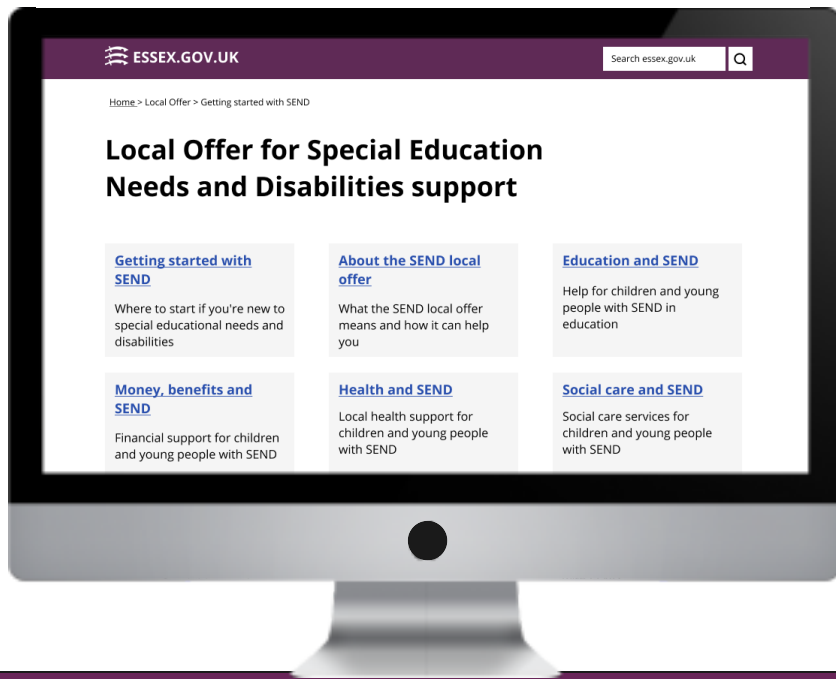 ESSEX.GOV.UK
Search essex.gov.uk
Home > Local Offer > Getting started with SEND
Local Offer for Special Education
Needs and Disabilities support
Getting started with
SEND
Where to start if you're new to
special educational needs and
disabilities
About the SEND local
offer
What the SEND local offer
means and how it can help
you
Education and SEND
Help for children and young
people with SEND in
education
Money, benefits and
SEND
Financial support for children
and young people with SEND
Health and SEND
Local health support for
children and young people
with SEND
Social care and SEND
Social care services for
children and young people
with SEND